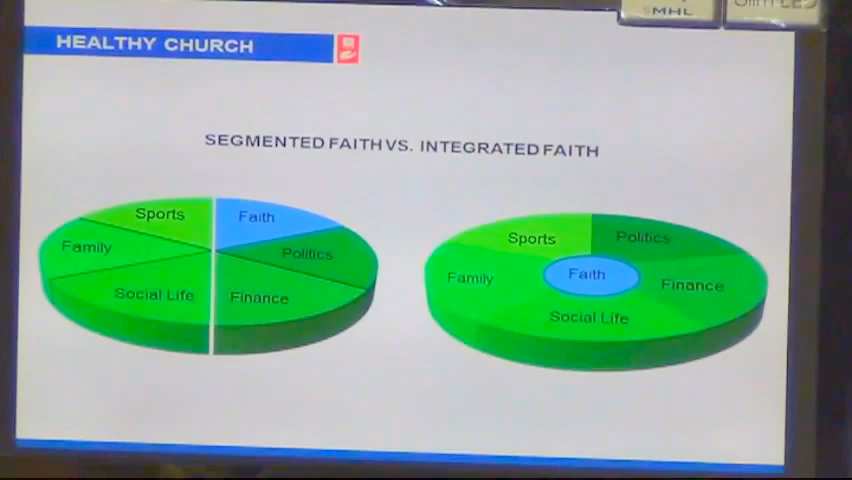 MHL
HEALTHY CHURCH
SEGMENTED FAITH VS. INTEGRATED FAITH
Sports
Faith
Family
Politics
Social Life
Finance
Sports
Politics
Family
Faith
Finance
Social Life